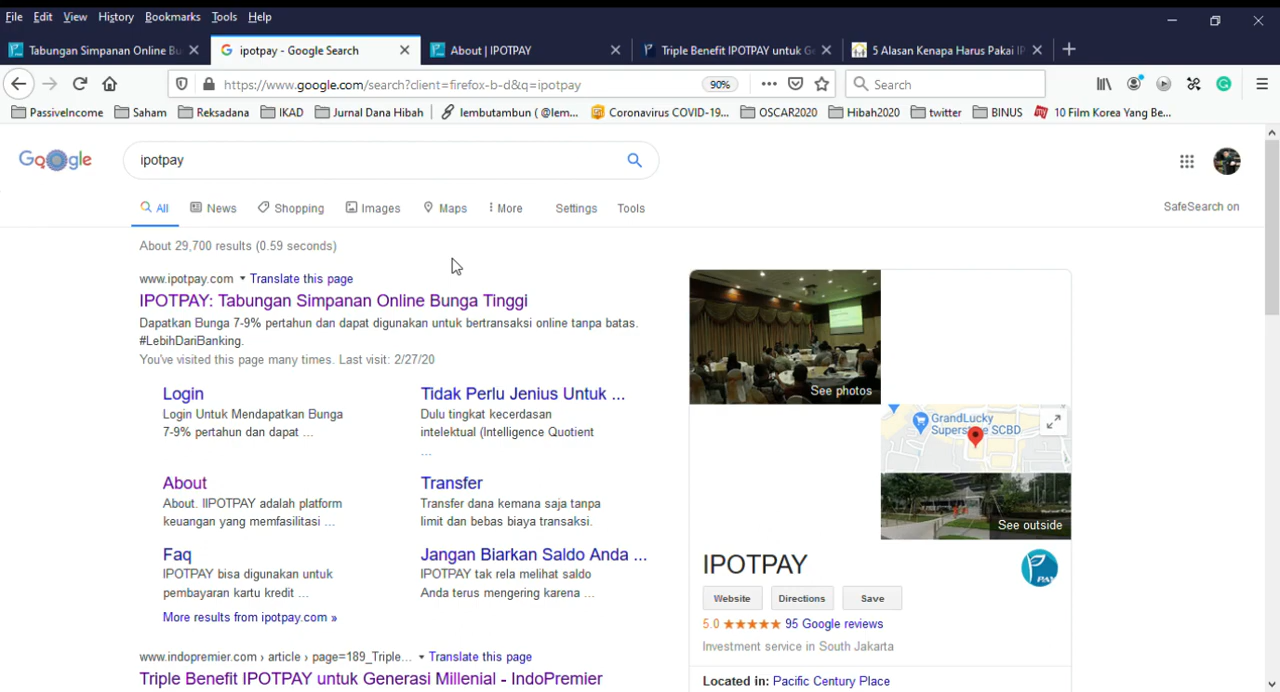 File Edit View History Bookmarks Tools Help
Tabungan Simpanan Online Bu
ipotpay - Google Search
About | IPOTPAY
Triple Benefit IPOTPAY untuk Ge
5 Alasan Kenapa Harus Pakai IP
https://www.google.com/search?client=firefox-b-d&q=ipotpay
90%
Search
PassiveIncome
Saham
Reksadana
IKAD
Jurnal Dana Hibah
lembutambun ( @lem...
Coronavirus COVID-19...
OSCAR2020
Hibah2020
twitter
BINUS
10 Film Korea Yang Be...
Google
ipotpay
All News Shopping Images Maps More Settings Tools
SafeSearch on
About 29,700 results (0.59 seconds)
www.ipotpay.com ▾ Translate this page
IPOTPAY: Tabungan Simpanan Online Bunga Tinggi
Dapatkan Bunga 7-9% pertahun dan dapat digunakan untuk bertransaksi online tanpa batas.
#LebihDariBanking.
You've visited this page many times. Last visit: 2/27/20
Login
Login Untuk Mendapatkan Bunga
7-9% pertahun dan dapat ...
Tidak Perlu Jenius Untuk ...
Dulu tingkat kecerdasan
intelektual (Intelligence Quotient
...
About
About. IIPOTPAY adalah platform
keuangan yang memfasilitasi ...
Transfer
Transfer dana kemana saja tanpa
limit dan bebas biaya transaksi.
Faq
IPOTPAY bisa digunakan untuk
pembayaran kartu kredit ...
Jangan Biarkan Saldo Anda ...
IPOTPAY tak rela melihat saldo
Anda terus mengering karena ...
More results from ipotpay.com »
www.indopremier.com › article › page=189_Triple... ▾ Translate this page
Triple Benefit IPOTPAY untuk Generasi Millenial - IndoPremier
See photos
GrandLucky
Superstore SCBD
See outside
IPOTPAY
PAY
Website
Directions
Save
5.0 ★★★★★ 95 Google reviews
Investment service in South Jakarta
Located in: Pacific Century Place